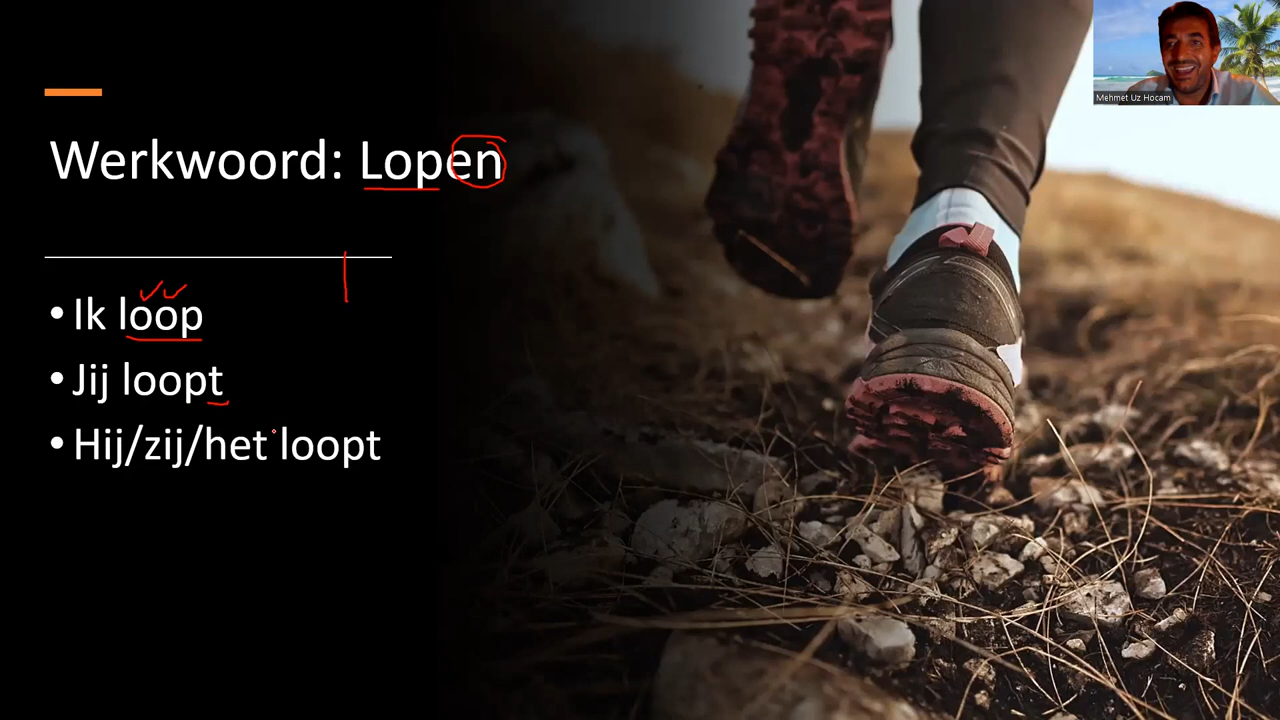 Mehmet Uz Hocam
Werkwoord: Lopen
• Ik loop
• Jij loopt
• Hij/zij/het loopt